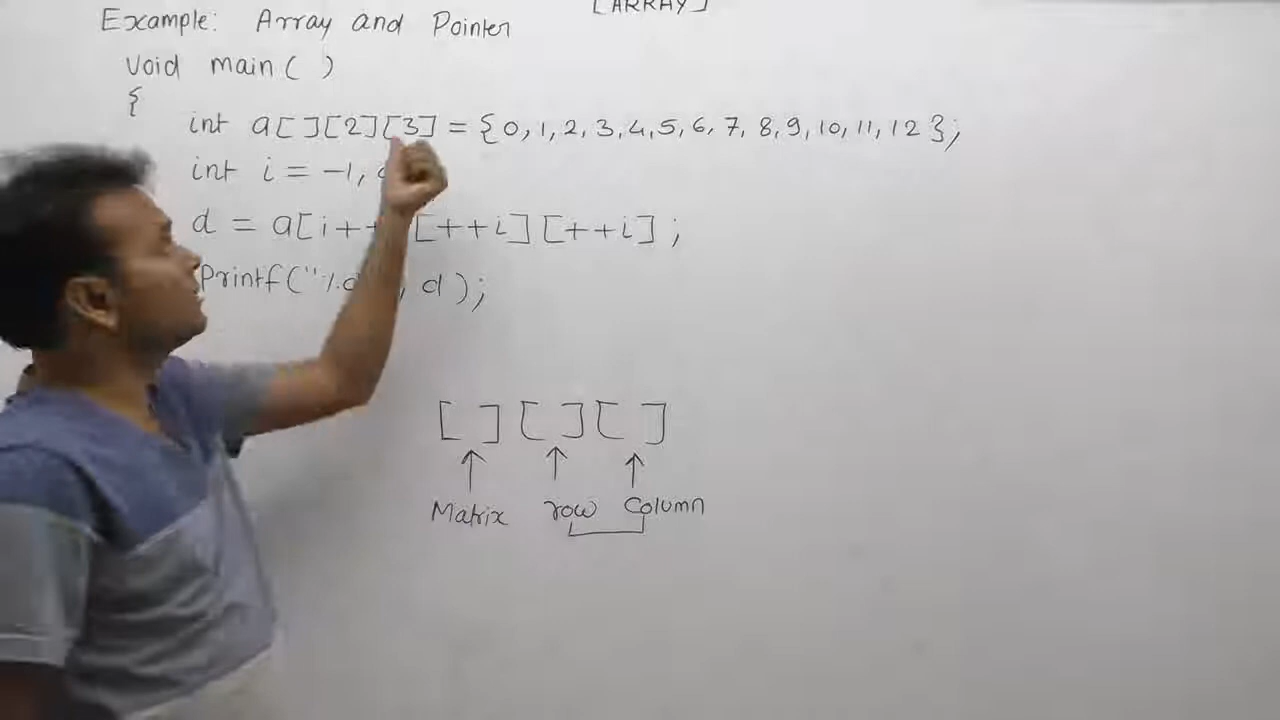 [ARRAY]
Example: Array and Pointer
Void main( )
{
int a[ ][2][3] = {0, 1, 2, 3, 4, 5, 6, 7, 8, 9, 10, 11, 12};
int i = -1,
d = a[i++ [++i][++i];
Printf("%d , d);
[ ] [ ] [ ]
Matrix row Column